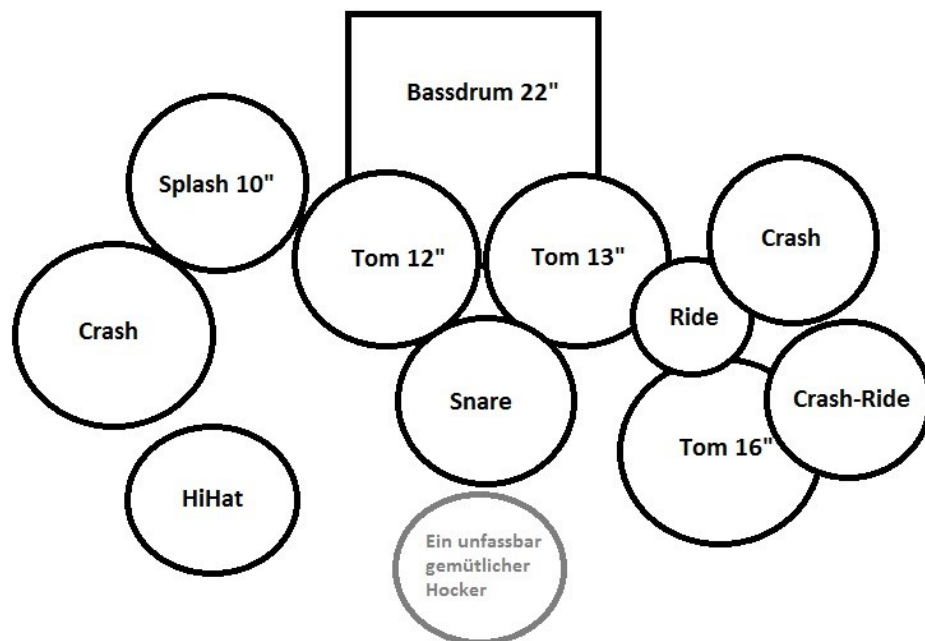 Bassdrum 22"
Splash 10"
Tom 12"
Tom 13"
Crash
Crash
Ride
Snare
Crash-Ride
Tom 16"
HiHat
Ein unfassbar
gemütlicher
Hocker